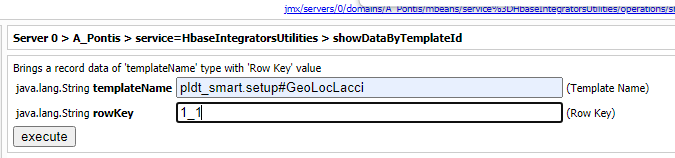 jmx/servers/0/domains/A_Pontis/mbeans/service%3DHbaseIntegratorsUtilities/operations/s
Server 0 > A_Pontis > service=HbaseIntegratorsUtilities > showDataByTemplateId
Brings a record data of 'templateName' type with 'Row Key' value
java.lang.String templateName pldt_smart.setup#GeoLocLacci (Template Name)
java.lang.String rowKey 1_1 (Row Key)
execute